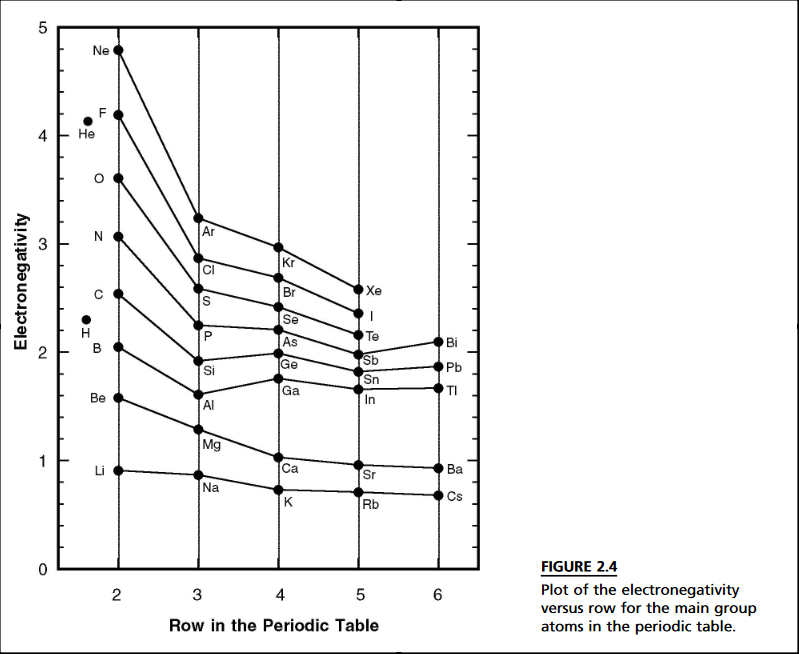 5
Ne
F
He
4
O
N
3
Ar
Kr
Cl
C
Br
Xe
S
H
Se
I
P
As
Te
B
2
Si
Ge
Sb
Bi
Sn
Pb
Be
Al
Ga
In
Tl
Mg
1
Li
Ca
Sr
Ba
Na
K
Rb
Cs
0
2 3 4 5 6
Electronegativity
Row in the Periodic Table
FIGURE 2.4
Plot of the electronegativity
versus row for the main group
atoms in the periodic table.